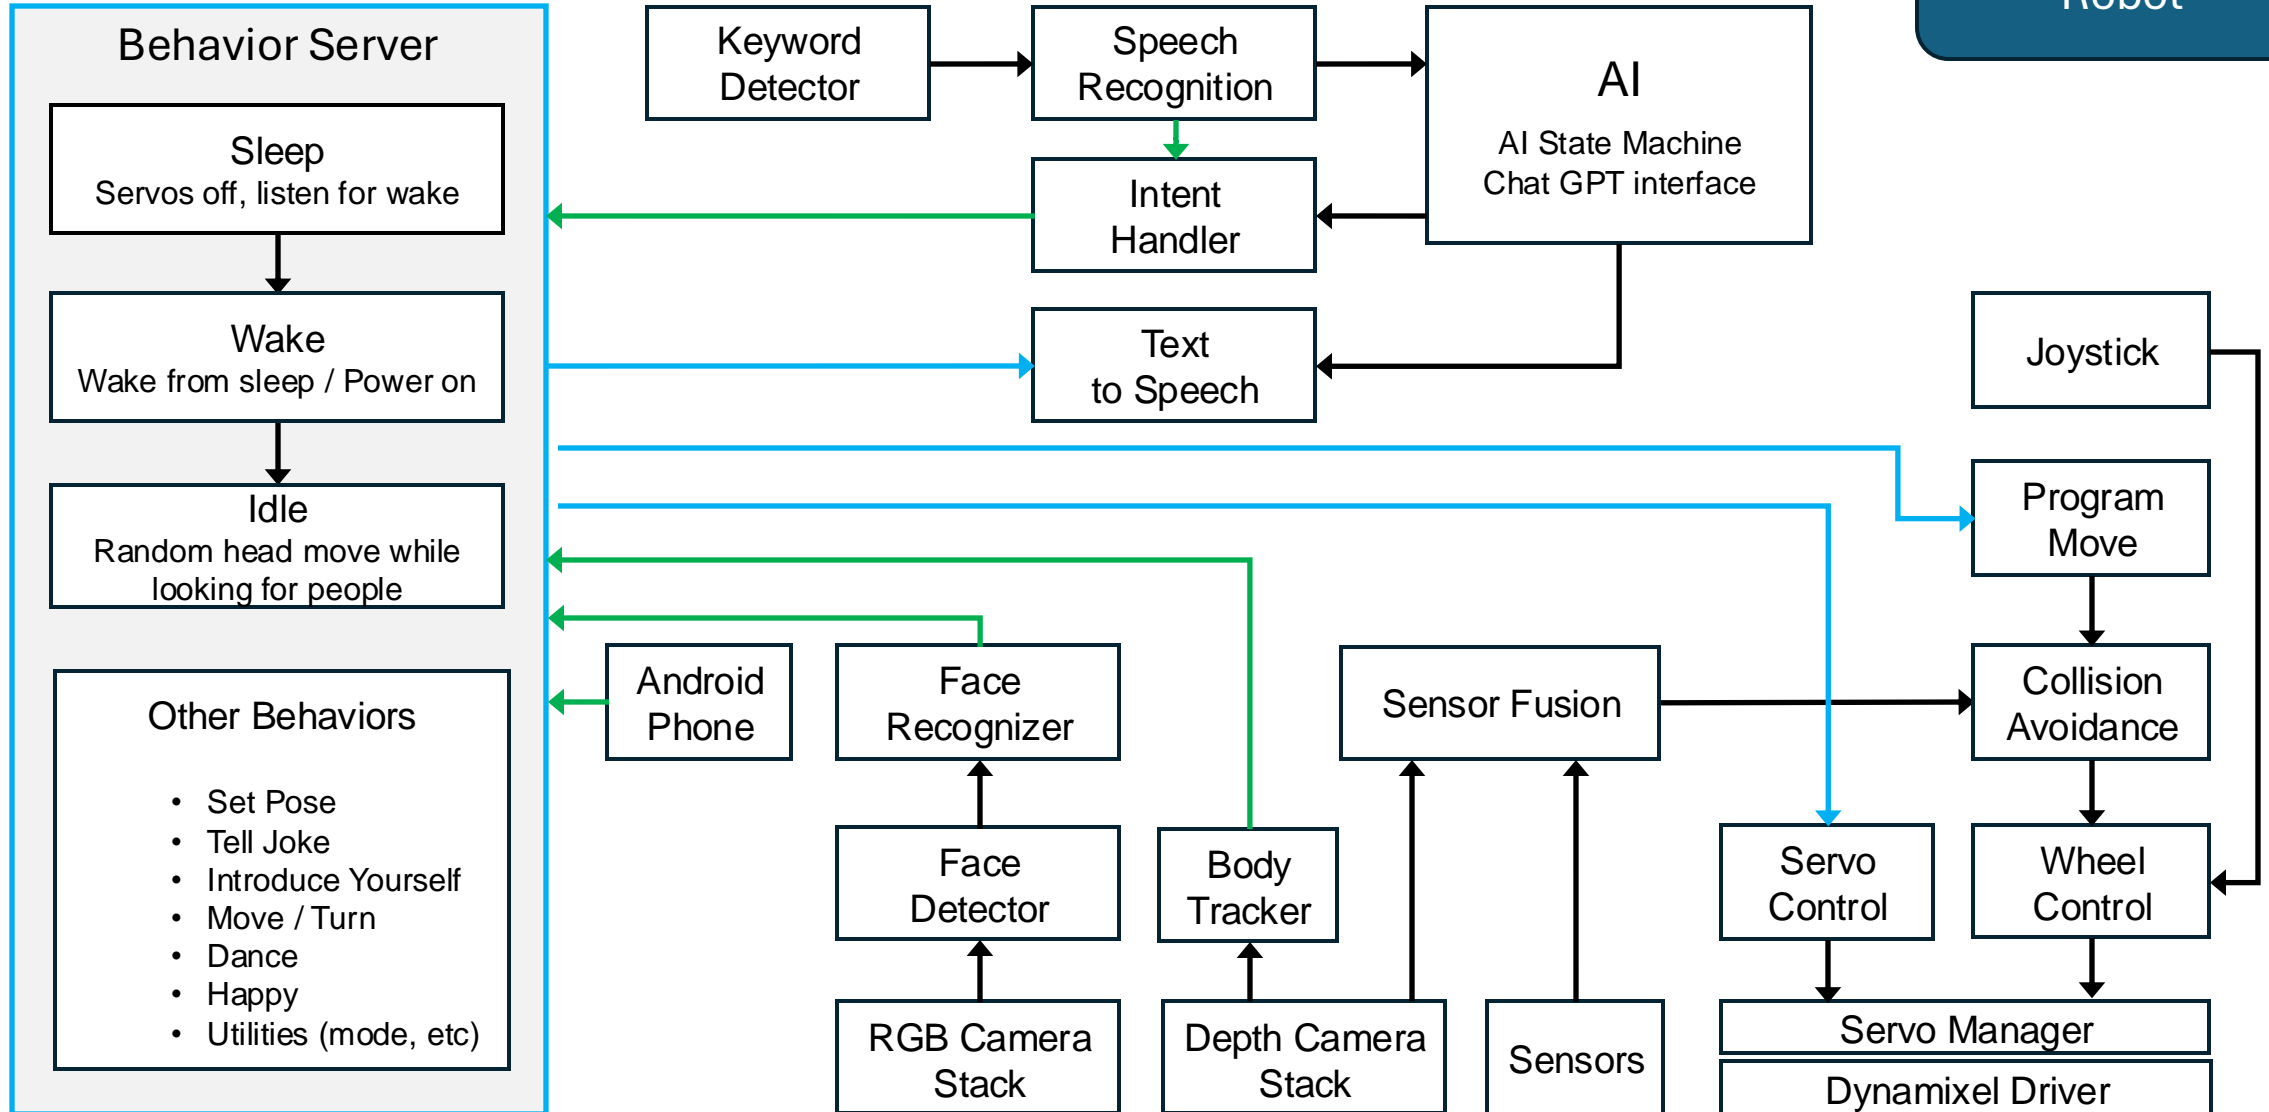 Behavior Server
Sleep
Servos off, listen for wake
Wake
Wake from sleep / Power on
Idle
Random head move while
looking for people
Other Behaviors
• Set Pose
• Tell Joke
• Introduce Yourself
• Move / Turn
• Dance
• Happy
• Utilities (mode, etc)
Keyword
Detector
Speech
Recognition
AI
AI State Machine
Chat GPT interface
Robot
Intent
Handler
Text
to Speech
Joystick
Program
Move
Android
Phone
Face
Recognizer
Sensor Fusion
Collision
Avoidance
Face
Detector
Body
Tracker
Servo
Control
Wheel
Control
RGB Camera
Stack
Depth Camera
Stack
Sensors
Servo Manager
Dynamixel Driver